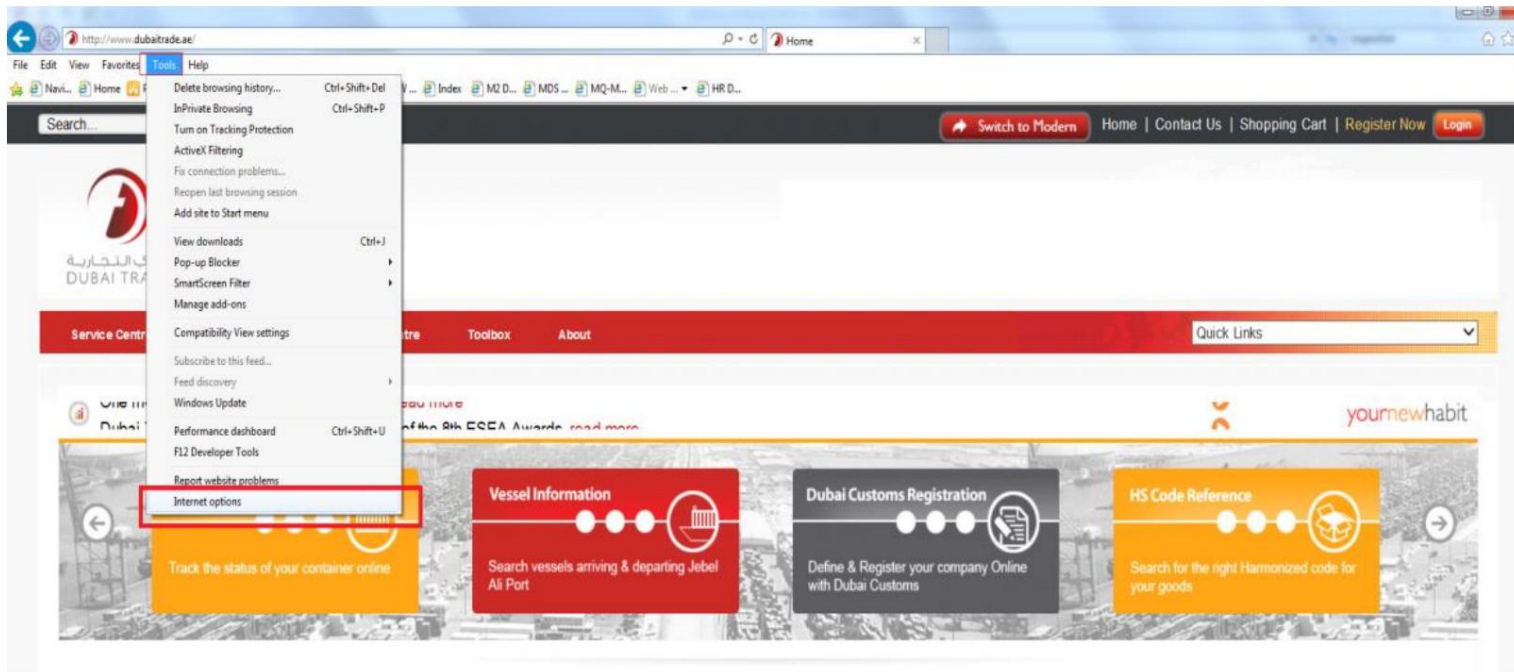 http://www.dubaitrade.ae/
Home
File Edit View Favorites Tools Help
Navi... Home
Index M2 D... MDS ... MQ-M... Web ... HR D...
Delete browsing history... Ctrl+Shift+Del
InPrivate Browsing Ctrl+Shift+P
Turn on Tracking Protection
ActiveX Filtering
Fix connection problems...
Reopen last browsing session
Add site to Start menu
View downloads Ctrl+J
Pop-up Blocker
SmartScreen Filter
Manage add-ons
Compatibility View settings
Subscribe to this feed...
Feed discovery
Windows Update
Performance dashboard Ctrl+Shift+U
F12 Developer Tools
Report website problems
Internet options
Search...
Switch to Modern Home | Contact Us | Shopping Cart | Register Now Login
التجارية
DUBAI TRA
Service Centr
tre Toolbox About
Quick Links
One
ead more
Dubai
of the 8th ESEA Awards read more
yournewhabit
Track the status of your container online
Vessel Information
Search vessels arriving & departing Jebel
Ali Port
Dubai Customs Registration
Define & Register your company Online
with Dubai Customs
HS Code Reference
Search for the right Harmonized code for
your goods